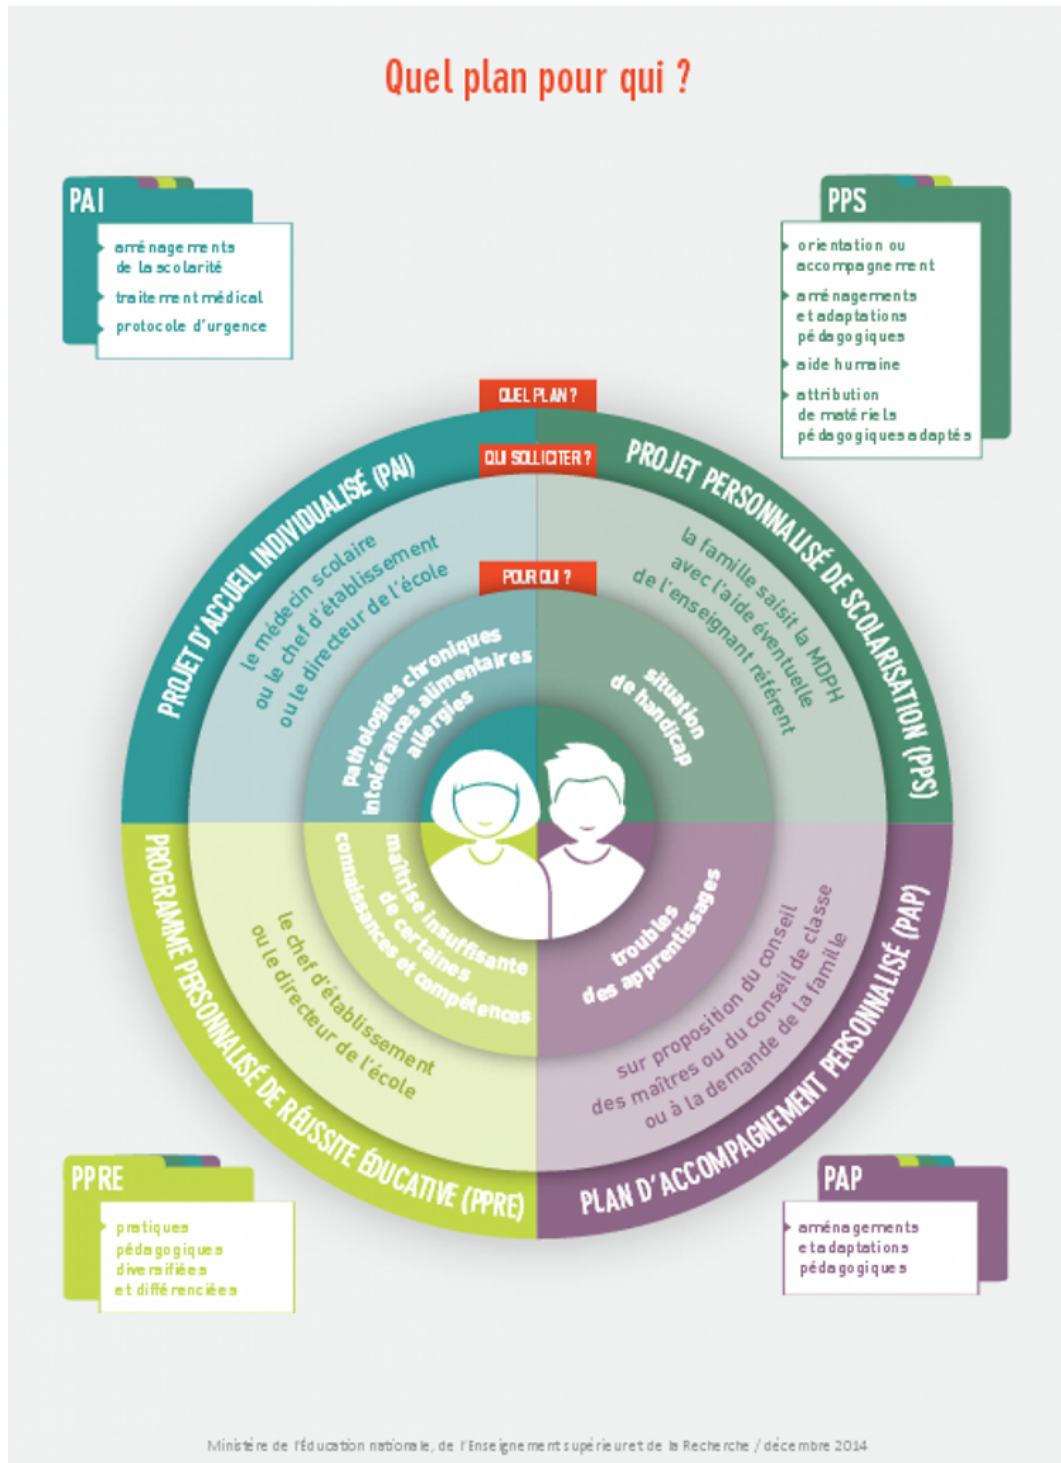 Quel plan pour qui ?
PAI
aménagements
de la scolarité
traitement médical
protocole d'urgence
PPS
orientation ou
accompagnement
aménagements
et adaptations
pédagogiques
aide humaine
attribution
de matériels
pédagogiques adaptés
QUEL PLAN ?
QUI SOLLICITER ?
POUR QUI ?
PROJET D'ACCUEIL INDIVIDUALISÉ (PAI)
le médecin scolaire
ou le chef d'établissement
ou le directeur de l'école
pathologies chroniques
intolérances alimentaires
allergies
PROJET PERSONNALISÉ DE SCOLARISATION (PPS)
la famille saisit la MDPH
avec l'aide éventuelle
de l'enseignant référent
situation
de handicap
PROGRAMME PERSONNALISÉ DE RÉUSSITE ÉDUCATIVE (PPRE)
le chef d'établissement
ou le directeur de l'école
maîtrise insuffisante
de certaines
connaissances et compétences
PLAN D'ACCOMPAGNEMENT PERSONNALISÉ (PAP)
sur proposition du conseil
des maîtres ou du conseil de classe
ou à la demande de la famille
troubles
des apprentissages
PPRE
pratiques
pédagogiques
diversifiées
et différenciées
PAP
aménagements
et adaptations
pédagogiques
Ministère de l'Éducation nationale, de l'Enseignement supérieur et de la Recherche / décembre 2014